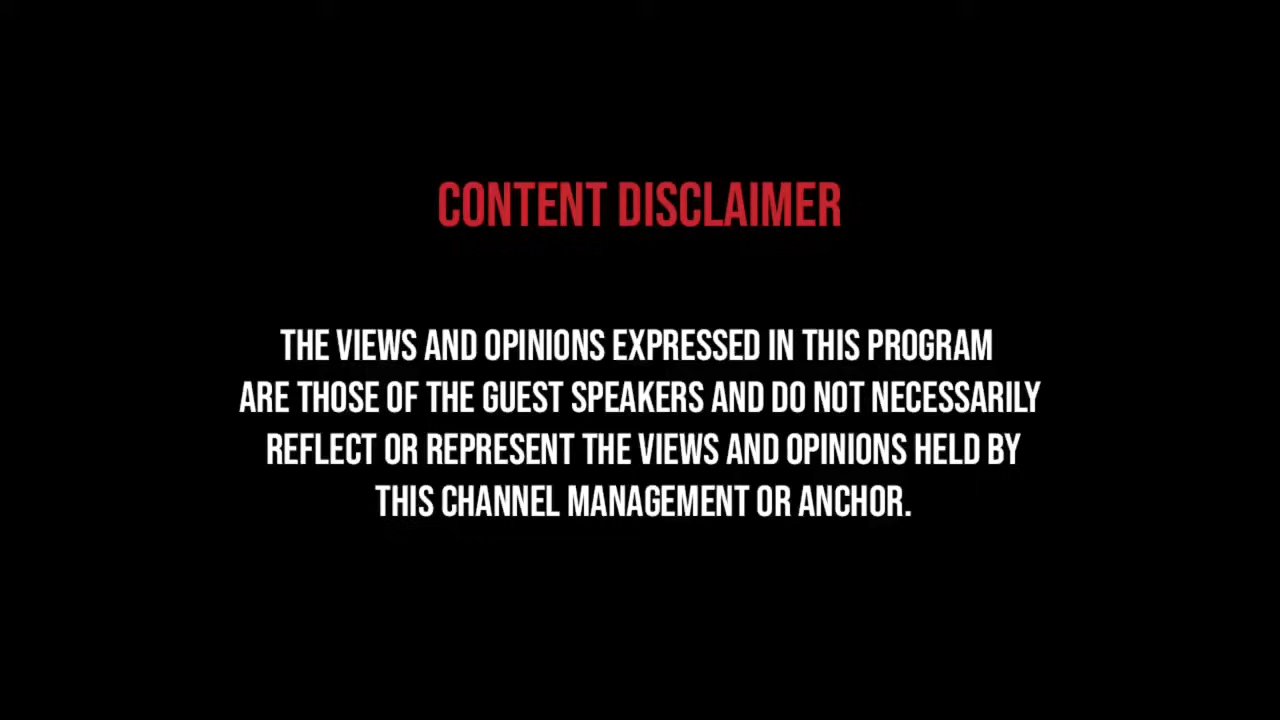 CONTENT DISCLAIMER
THE VIEWS AND OPINIONS EXPRESSED IN THIS PROGRAM
ARE THOSE OF THE GUEST SPEAKERS AND DO NOT NECESSARILY
REFLECT OR REPRESENT THE VIEWS AND OPINIONS HELD BY
THIS CHANNEL MANAGEMENT OR ANCHOR.